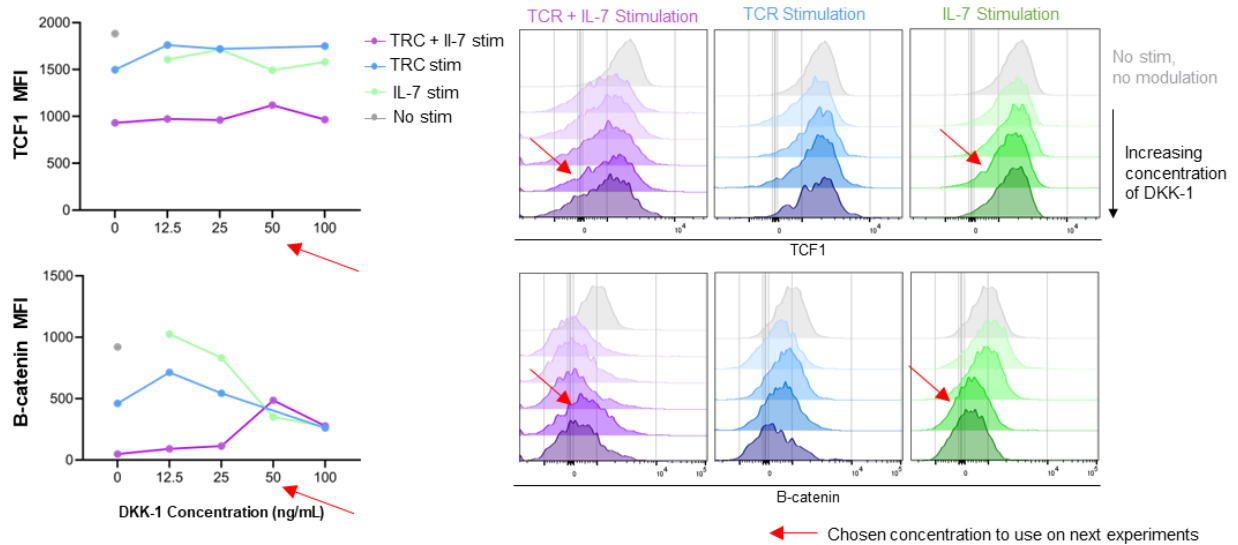 TCR + IL-7 Stimulation
TCR Stimulation
IL-7 Stimulation
2000
1500
1000
500
0
TCF1 MFI
0 12.5 25 50 100
TRC + Il-7 stim
TRC stim
IL-7 stim
No stim
No stim,
no modulation
Increasing
concentration
of DKK-1
0 10⁴
0 10⁴
0 10⁴
TCF1
1500
1000
500
0
B-catenin MFI
0 12.5 25 50 100
DKK-1 Concentration (ng/mL)
0 10⁴ 10⁵
0 10⁴ 10⁵
0 10⁴ 10⁵
B-catenin
Chosen concentration to use on next experiments